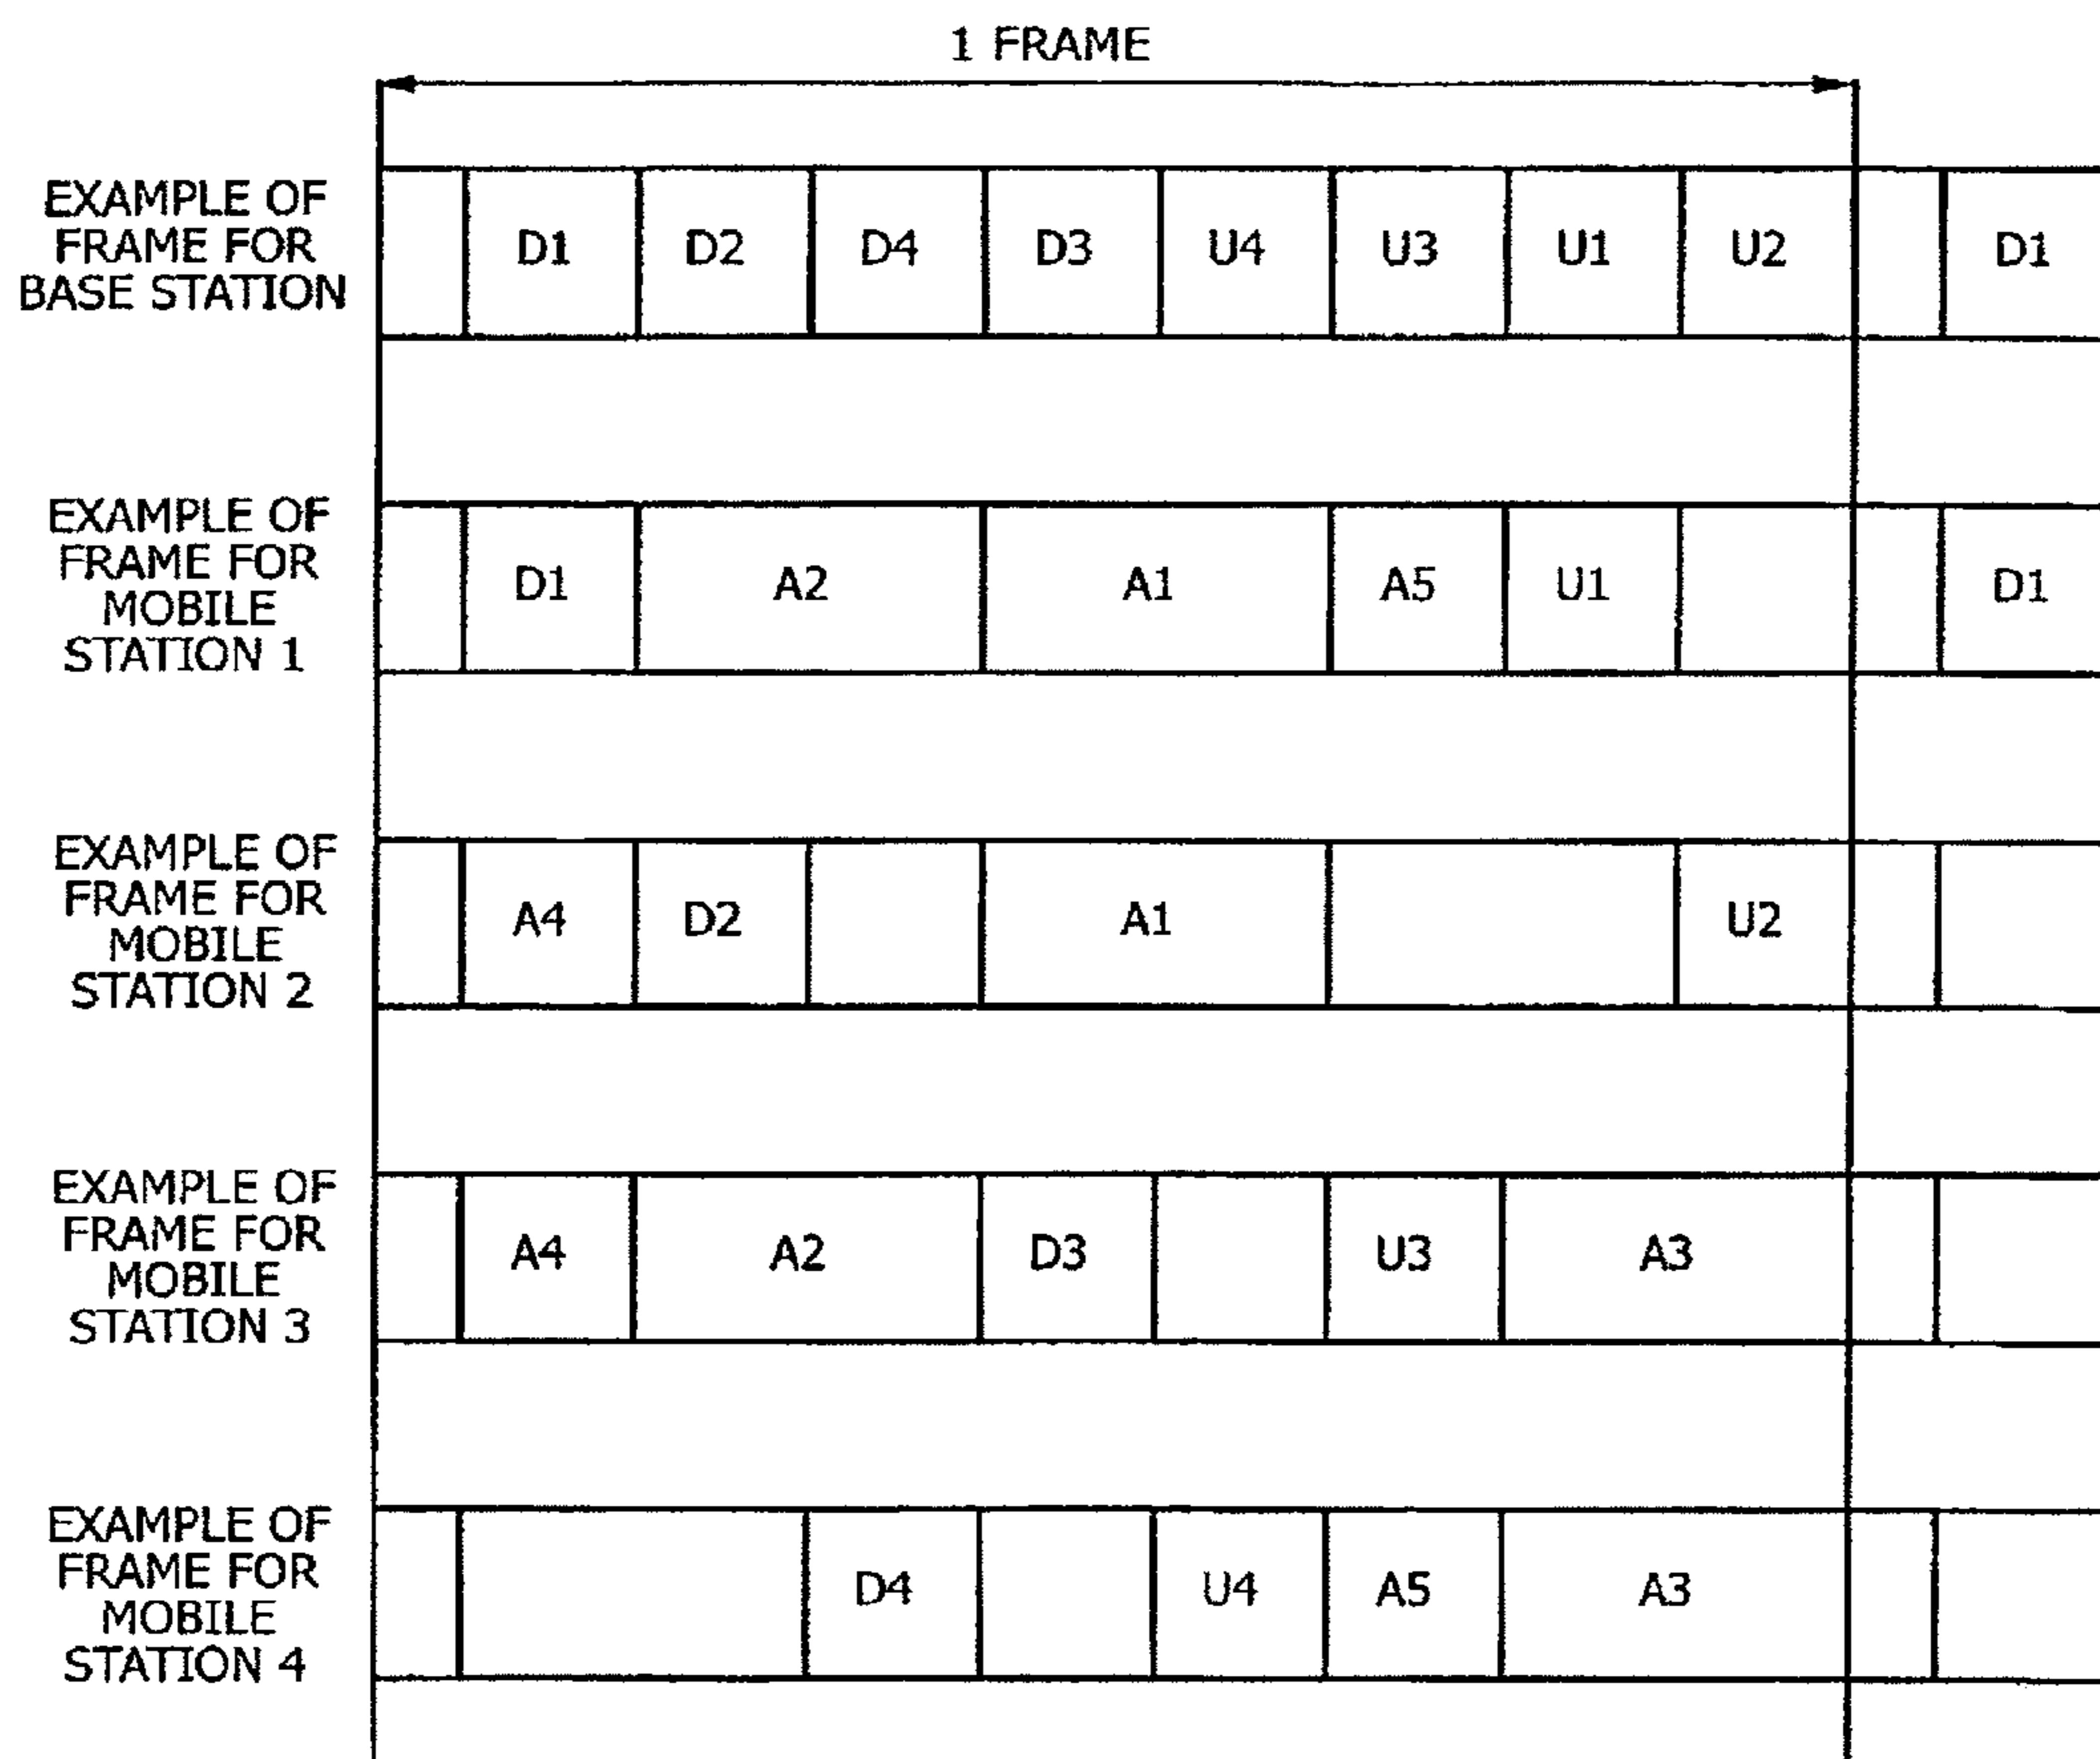 1 FRAME
EXAMPLE OF
FRAME FOR
BASE STATION
D1 D2 D4 D3 U4 U3 U1 U2 D1
EXAMPLE OF
FRAME FOR
MOBILE
STATION 1
D1 A2 A1 A5 U1 D1
EXAMPLE OF
FRAME FOR
MOBILE
STATION 2
A4 D2 A1 U2
EXAMPLE OF
FRAME FOR
MOBILE
STATION 3
A4 A2 D3 U3 A3
EXAMPLE OF
FRAME FOR
MOBILE
STATION 4
D4 U4 A5 A3